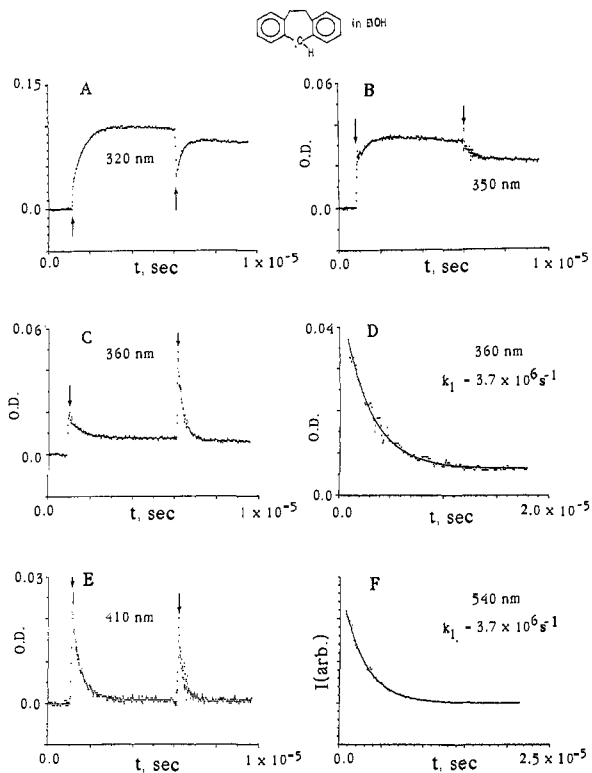 ·C H in EtOH
0.15
A
320 nm
0.0
0.0
1 x 10⁻⁵
t, sec
0.06
B
O.D.
350 nm
0.0
0.0
1 x 10⁻⁵
t, sec
0.06
C
360 nm
O.D.
0.0
0.0
1 x 10⁻⁵
t, sec
0.04
D
360 nm
k₁ - 3.7 x 10⁶s⁻¹
O.D.
0.0
0.0
2.0 x 10⁻⁵
t, sec
0.03
E
410 nm
O.D.
0.0
0.0
1 x 10⁻⁵
t, sec
F
540 nm
k₁ - 3.7 x 10⁶s⁻¹
I(arb.)
0.0
2.5 x 10⁻⁵
t, sec